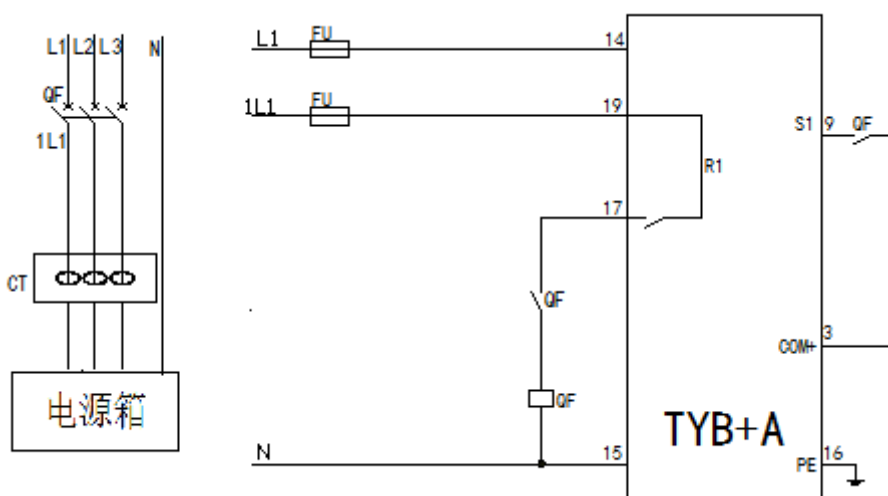 L1 L2 L3 N
QF
1L1
CT
电源箱
L1 FU 14
1L1 FU 19
R1
17
QF
QF
N 15
S1 9 QF
COM+ 3
TYB+A
PE 16